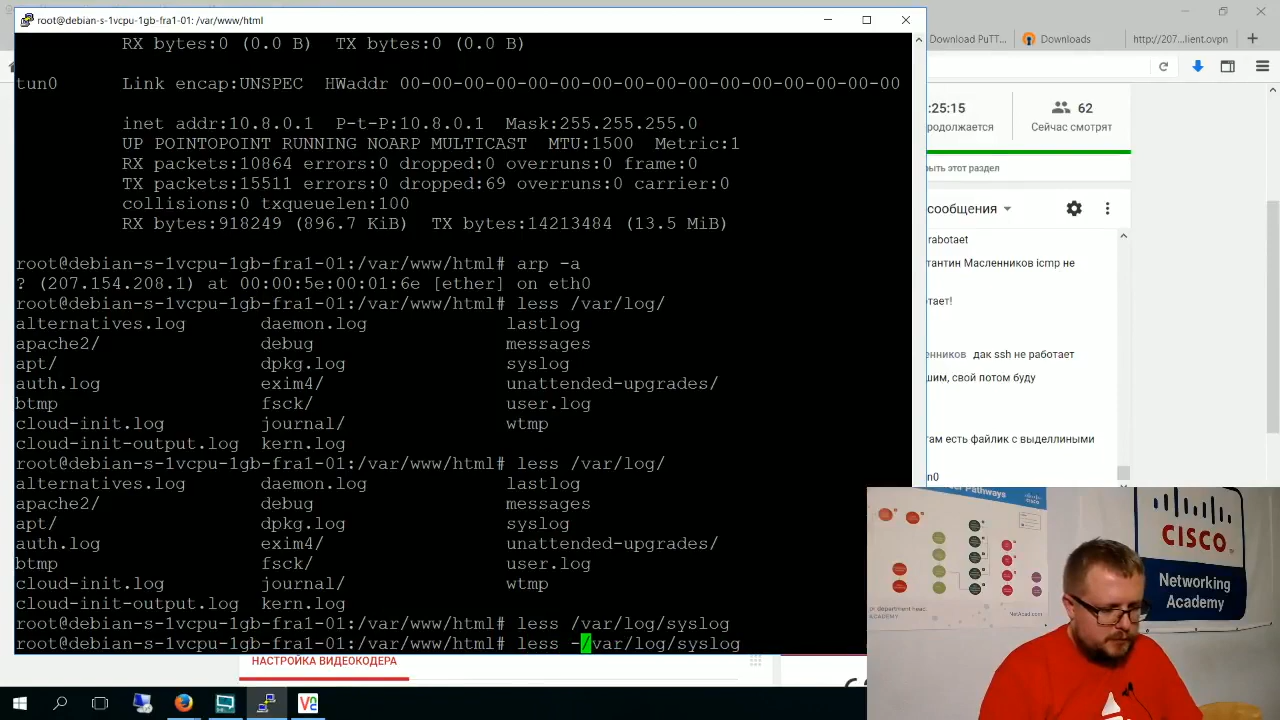 root@debian-s-1vcpu-1gb-fra1-01: /var/www/html
RX bytes:0 (0.0 B)  TX bytes:0 (0.0 B)
tun0 Link encap:UNSPEC  HWaddr 00-00-00-00-00-00-00-00-00-00-00-00-00-00-00-00
inet addr:10.8.0.1  P-t-P:10.8.0.1  Mask:255.255.255.0
UP POINTOPOINT RUNNING NOARP MULTICAST  MTU:1500  Metric:1
RX packets:10864 errors:0 dropped:0 overruns:0 frame:0
TX packets:15511 errors:0 dropped:69 overruns:0 carrier:0
collisions:0 txqueuelen:100
RX bytes:918249 (896.7 KiB)  TX bytes:14213484 (13.5 MiB)
root@debian-s-1vcpu-1gb-fra1-01:/var/www/html# arp -a
? (207.154.208.1) at 00:00:5e:00:01:6e [ether] on eth0
root@debian-s-1vcpu-1gb-fra1-01:/var/www/html# less /var/log/
alternatives.log daemon.log lastlog
apache2/ debug messages
apt/ dpkg.log syslog
auth.log exim4/ unattended-upgrades/
btmp fsck/ user.log
cloud-init.log journal/ wtmp
cloud-init-output.log kern.log
root@debian-s-1vcpu-1gb-fra1-01:/var/www/html# less /var/log/
alternatives.log daemon.log lastlog
apache2/ debug messages
apt/ dpkg.log syslog
auth.log exim4/ unattended-upgrades/
btmp fsck/ user.log
cloud-init.log journal/ wtmp
cloud-init-output.log kern.log
root@debian-s-1vcpu-1gb-fra1-01:/var/www/html# less /var/log/syslog
root@debian-s-1vcpu-1gb-fra1-01:/var/www/html# less -/var/log/syslog
Download PuTT Downloads http://207...lient.ovpn
:25:15 62
родолжается Сейчас смотрят
ыть этот раздел
сообщения
rabotaet
тантин Масленников icmp не
отает!
енников дак ssh не работает
шим, свой потом буду
там есть файлик с выделлиными
n0
НАСТРОЙКА ВИДЕОКОДЕРА
Pathways
CISCO
Networking
Academy
NetAcad.com
ACADEMY
VNC